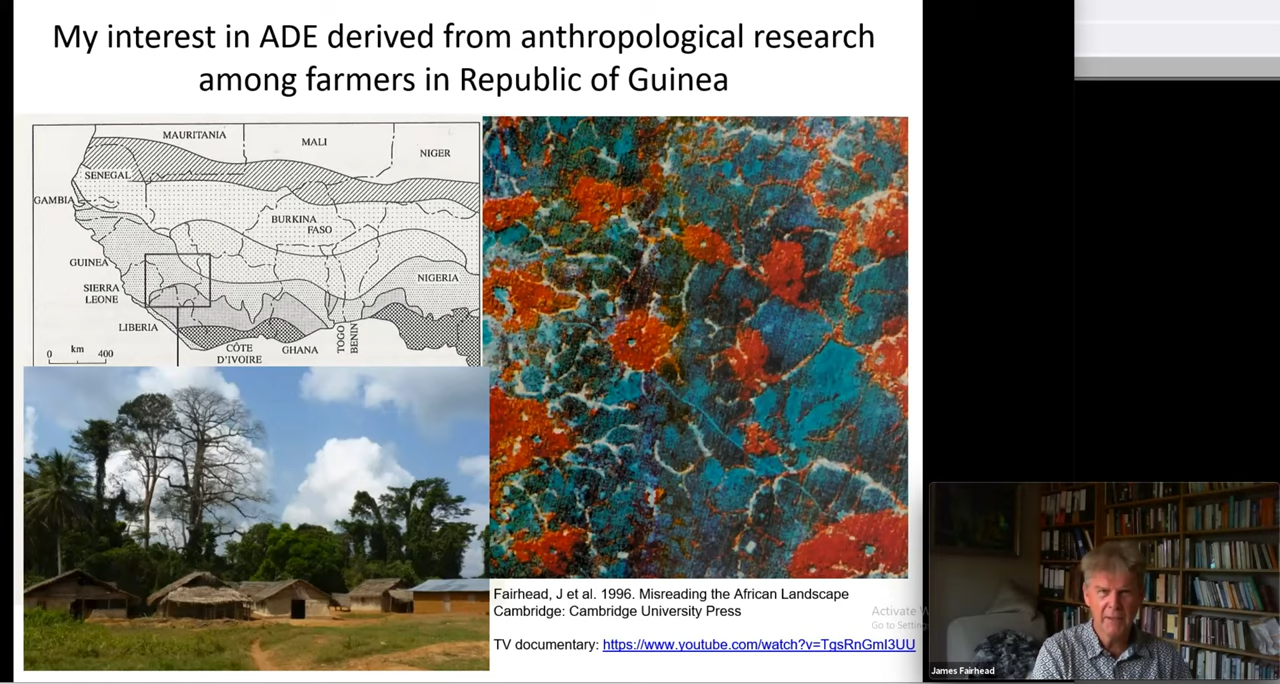 My interest in ADE derived from anthropological research
among farmers in Republic of Guinea
MAURITANIA
MALI
NIGER
SENEGAL
GAMBIA
BURKINA
FASO
GUINEA
NIGERIA
SIERRA
LEONE
LIBERIA
CÔTE
D'IVOIRE
GHANA
TOGO
BENIN
0 km 400
Fairhead, J et al. 1996. Misreading the African Landscape
Cambridge: Cambridge University Press
TV documentary: https://www.youtube.com/watch?v=TgsRnGmI3UU
Activate
Go to Setting
James Fairhead